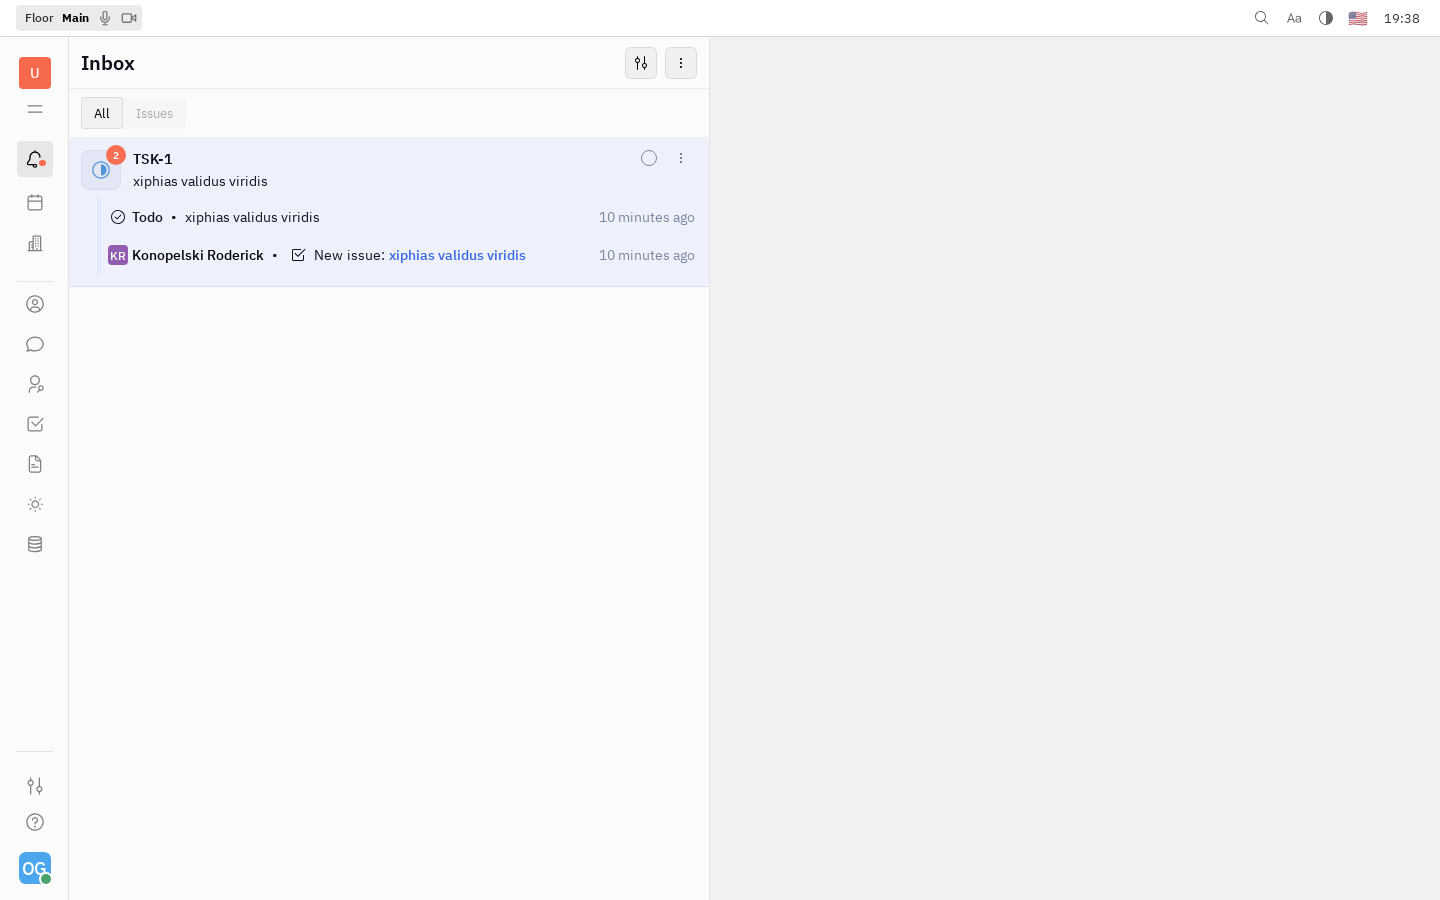 Floor Main
Aa
19:38
U
Inbox
All
Issues
2
TSK-1
xiphias validus viridis
Todo • xiphias validus viridis
10 minutes ago
KR Konopelski Roderick • New issue: xiphias validus viridis
10 minutes ago
OG